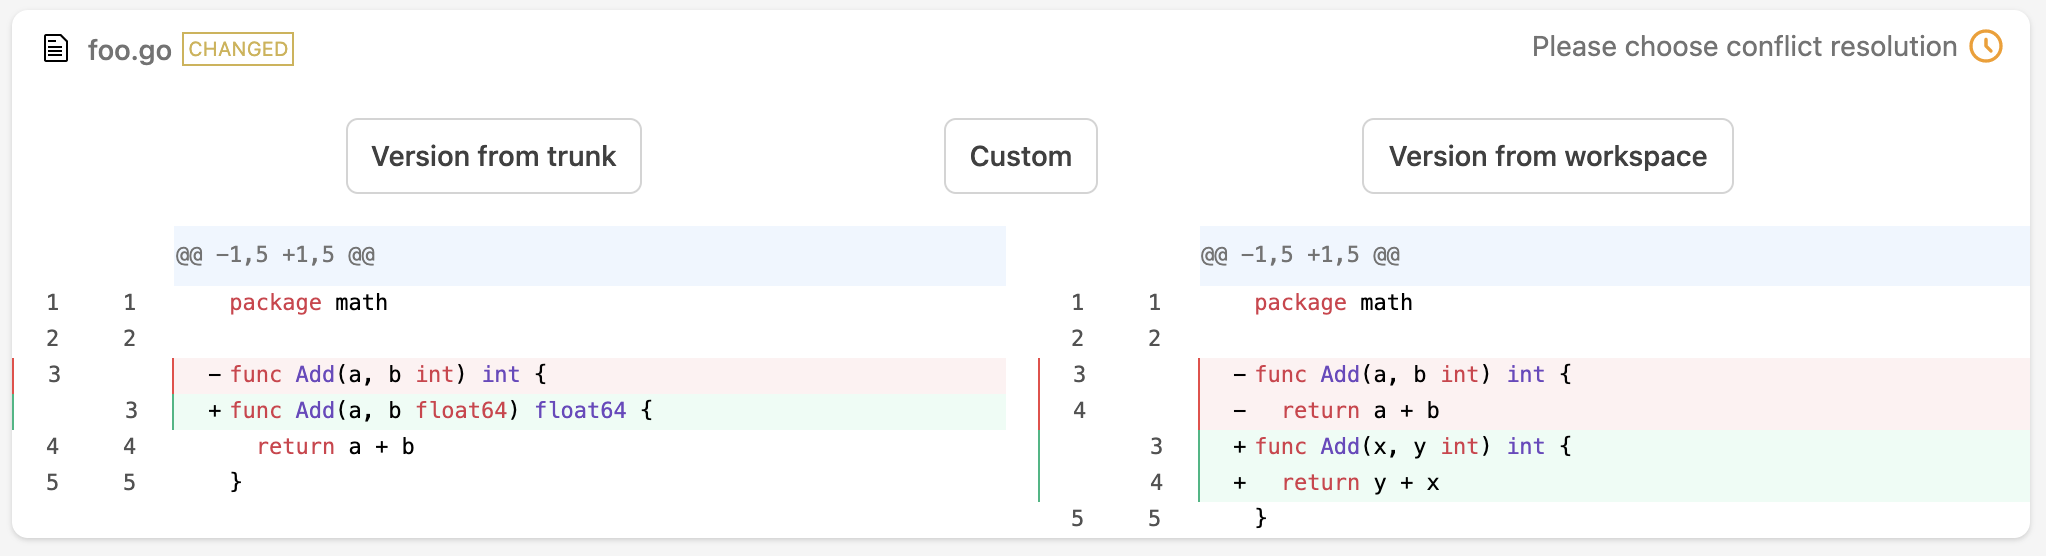 foo.go CHANGED Please choose conflict resolution
Version from trunk Custom Version from workspace
@@ -1,5 +1,5 @@
1 1 package math
2 2
3 - func Add(a, b int) int {
3 + func Add(a, b float64) float64 {
4 4 return a + b
5 5 }
@@ -1,5 +1,5 @@
1 1 package math
2 2
3 - func Add(a, b int) int {
4 - return a + b
3 + func Add(x, y int) int {
4 + return y + x
5 5 }